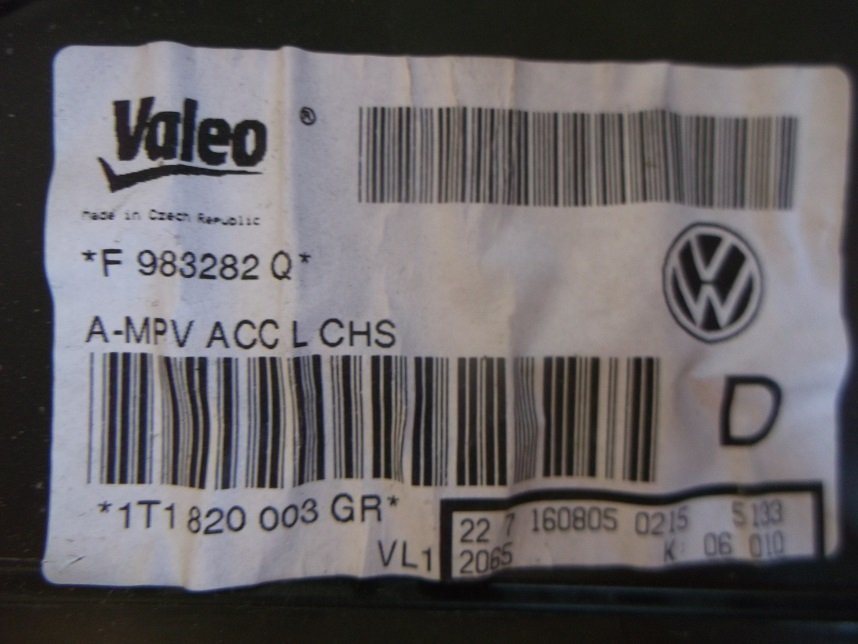 Valeo ®
made in Czech Republic
*F 983282 Q*
A-MPV ACC L CHS
D
*1T1 820 003 GR*
VL1
22 7 160805 0215 5133
2065 K 06 010